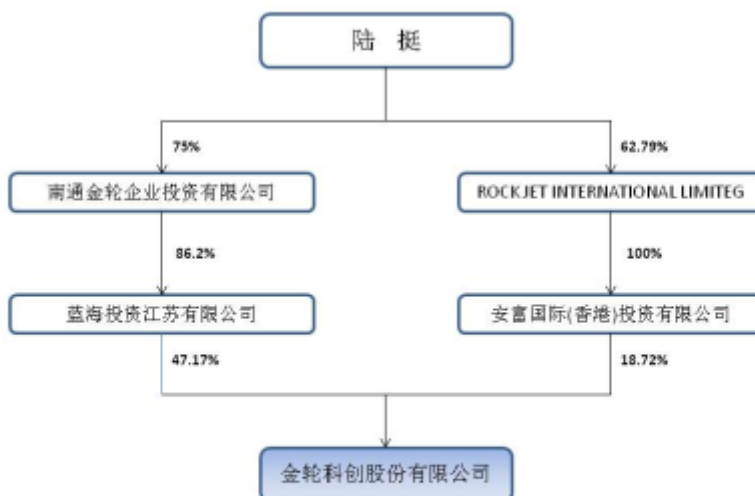 陆 挺
75%
62.79%
南通金轮企业投资有限公司
ROCKJET INTERNATIONAL LIMITEG
86.2%
100%
蓝海投资江苏有限公司
安富国际(香港)投资有限公司
47.17%
18.72%
金轮科创股份有限公司